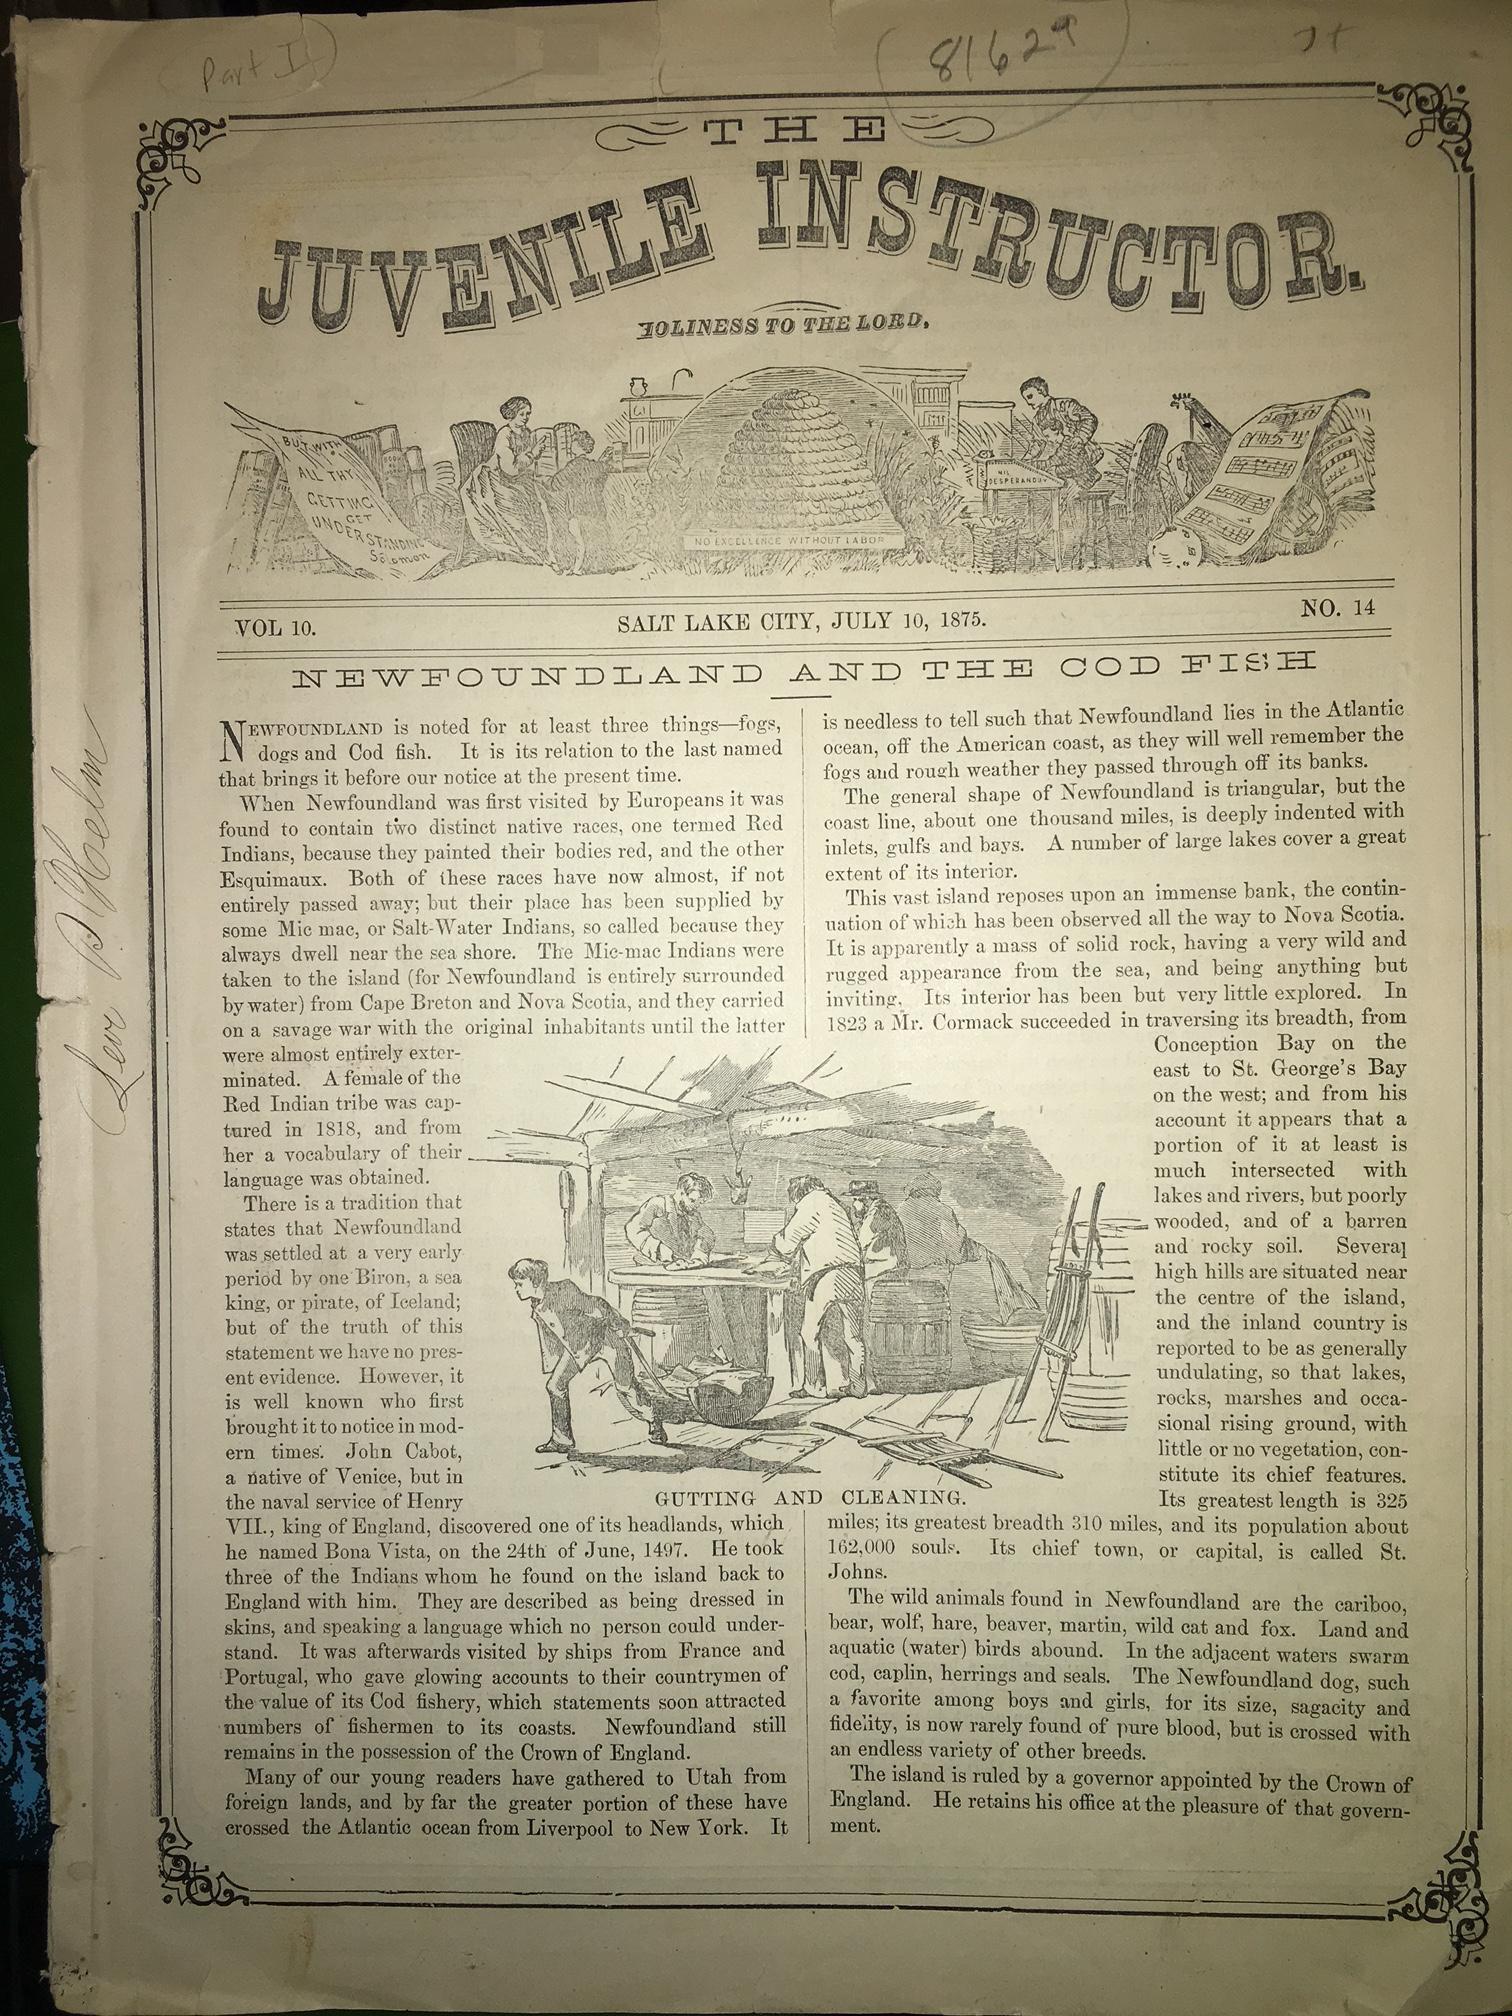 Part I
81629
THE
JUVENILE INSTRUCTOR.
HOLINESS TO THE LORD.
BUT WITH
ALL THY
GETTING
GET
UNDERSTANDING
Solomon
NO EXCELLENCE WITHOUT LABOR
NIL
DESPERANDUM
VOL 10.
SALT LAKE CITY, JULY 10, 1875.
NO. 14
NEWFOUNDLAND AND THE COD FISH
NEWFOUNDLAND is noted for at least three things—fogs,
dogs and Cod fish. It is its relation to the last named
that brings it before our notice at the present time.
When Newfoundland was first visited by Europeans it was
found to contain two distinct native races, one termed Red
Indians, because they painted their bodies red, and the other
Esquimaux. Both of these races have now almost, if not
entirely passed away; but their place has been supplied by
some Mic mac, or Salt-Water Indians, so called because they
always dwell near the sea shore. The Mic-mac Indians were
taken to the island (for Newfoundland is entirely surrounded
by water) from Cape Breton and Nova Scotia, and they carried
on a savage war with the original inhabitants until the latter
were almost entirely exter-
minated. A female of the
Red Indian tribe was cap-
tured in 1818, and from
her a vocabulary of their
language was obtained.
There is a tradition that
states that Newfoundland
was settled at a very early
period by one Biron, a sea
king, or pirate, of Iceland;
but of the truth of this
statement we have no pres-
ent evidence. However, it
is well known who first
brought it to notice in mod-
ern times. John Cabot,
a native of Venice, but in
the naval service of Henry
VII., king of England, discovered one of its headlands, which
he named Bona Vista, on the 24th of June, 1497. He took
three of the Indians whom he found on the island back to
England with him. They are described as being dressed in
skins, and speaking a language which no person could under-
stand. It was afterwards visited by ships from France and
Portugal, who gave glowing accounts to their countrymen of
the value of its Cod fishery, which statements soon attracted
numbers of fishermen to its coasts. Newfoundland still
remains in the possession of the Crown of England.
Many of our young readers have gathered to Utah from
foreign lands, and by far the greater portion of these have
crossed the Atlantic ocean from Liverpool to New York. It
is needless to tell such that Newfoundland lies in the Atlantic
ocean, off the American coast, as they will well remember the
fogs and rough weather they passed through off its banks.
The general shape of Newfoundland is triangular, but the
coast line, about one thousand miles, is deeply indented with
inlets, gulfs and bays. A number of large lakes cover a great
extent of its interior.
This vast island reposes upon an immense bank, the contin-
uation of which has been observed all the way to Nova Scotia.
It is apparently a mass of solid rock, having a very wild and
rugged appearance from the sea, and being anything but
inviting. Its interior has been but very little explored. In
1823 a Mr. Cormack succeeded in traversing its breadth, from
Conception Bay on the
east to St. George's Bay
on the west; and from his
account it appears that a
portion of it at least is
much intersected with
lakes and rivers, but poorly
wooded, and of a barren
and rocky soil. Several
high hills are situated near
the centre of the island,
and the inland country is
reported to be as generally
undulating, so that lakes,
rocks, marshes and occa-
sional rising ground, with
little or no vegetation, con-
stitute its chief features.
Its greatest length is 325
miles; its greatest breadth 310 miles, and its population about
162,000 souls. Its chief town, or capital, is called St.
Johns.
The wild animals found in Newfoundland are the cariboo,
bear, wolf, hare, beaver, martin, wild cat and fox. Land and
aquatic (water) birds abound. In the adjacent waters swarm
cod, caplin, herrings and seals. The Newfoundland dog, such
a favorite among boys and girls, for its size, sagacity and
fidelity, is now rarely found of pure blood, but is crossed with
an endless variety of other breeds.
The island is ruled by a governor appointed by the Crown of
England. He retains his office at the pleasure of that govern-
ment.
GUTTING AND CLEANING.